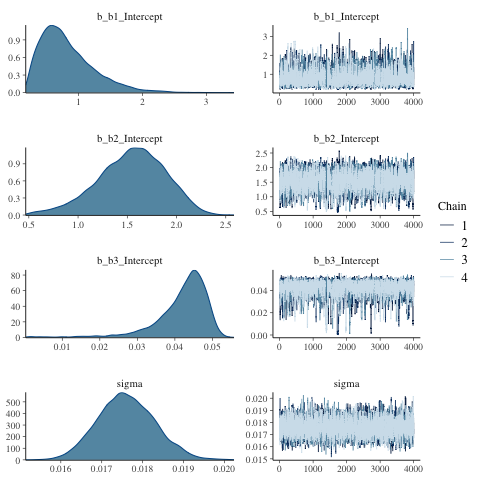 b_b1_Intercept
0.9
0.6
0.3
0.0
1 2 3
b_b1_Intercept
3
2
1
0 1000 2000 3000 4000
b_b2_Intercept
0.9
0.6
0.3
0.0
0.5 1.0 1.5 2.0 2.5
b_b2_Intercept
2.5
2.0
1.5
1.0
0.5
0 1000 2000 3000 4000
b_b3_Intercept
80
60
40
20
0
0.01 0.02 0.03 0.04 0.05
b_b3_Intercept
0.04
0.02
0.00
0 1000 2000 3000 4000
sigma
500
400
300
200
100
0
0.016 0.017 0.018 0.019 0.020
sigma
0.020
0.019
0.018
0.017
0.016
0.015
0 1000 2000 3000 4000
Chain
1
2
3
4